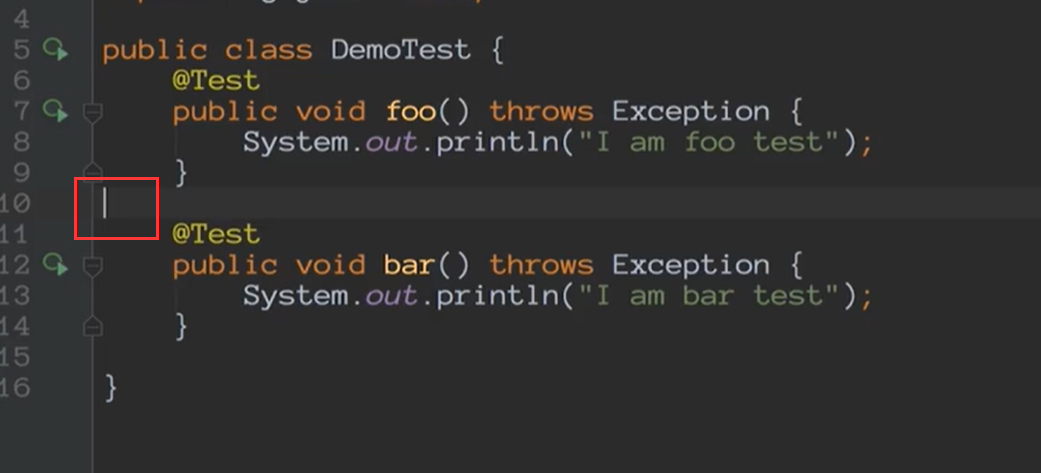 4
5 public class DemoTest {
6 @Test
7 public void foo() throws Exception {
8 System.out.println("I am foo test");
9 }
10
11 @Test
12 public void bar() throws Exception {
13 System.out.println("I am bar test");
14 }
15
16 }